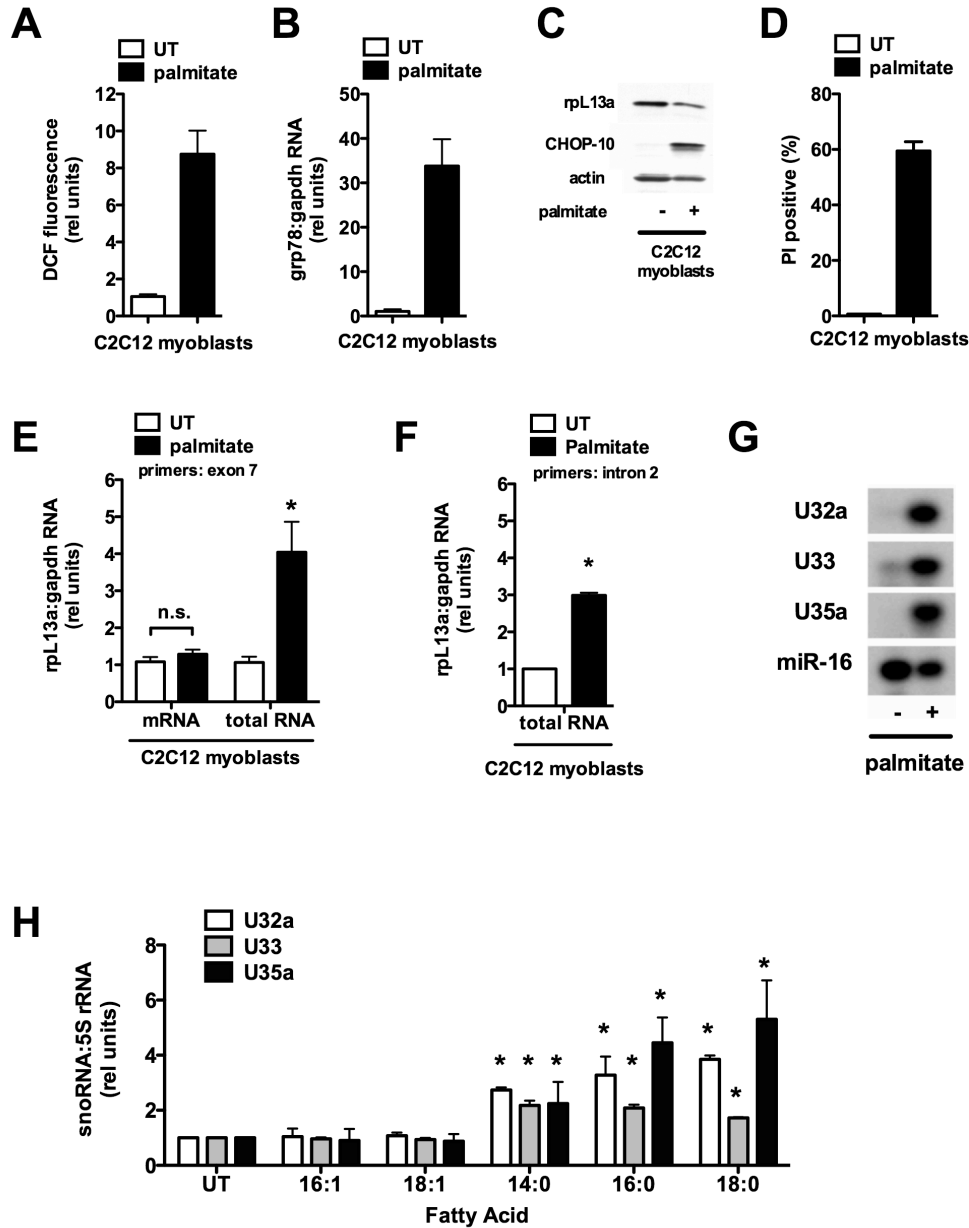 A
UT
palmitate
DCF fluorescence
(rel units)
12
10
8
6
4
2
0
C2C12 myoblasts
B
UT
palmitate
grp78:gapdh RNA
(rel units)
50
40
30
20
10
0
C2C12 myoblasts
C
rpL13a
CHOP-10
actin
palmitate - +
C2C12
myoblasts
D
UT
palmitate
PI positive (%)
80
60
40
20
0
C2C12 myoblasts
E
UT
palmitate
primers: exon 7
rpL13a:gapdh RNA
(rel units)
6
5
4
3
2
1
0
n.s.
*
mRNA total RNA
C2C12 myoblasts
F
UT
Palmitate
primers: intron 2
rpL13a:gapdh RNA
(rel units)
6
5
4
3
2
1
0
*
total RNA
C2C12 myoblasts
G
U32a
U33
U35a
miR-16
- +
palmitate
H
U32a
U33
U35a
snoRNA:5S rRNA
(rel units)
8
6
4
2
0
* * * * * * * * *
UT 16:1 18:1 14:0 16:0 18:0
Fatty Acid